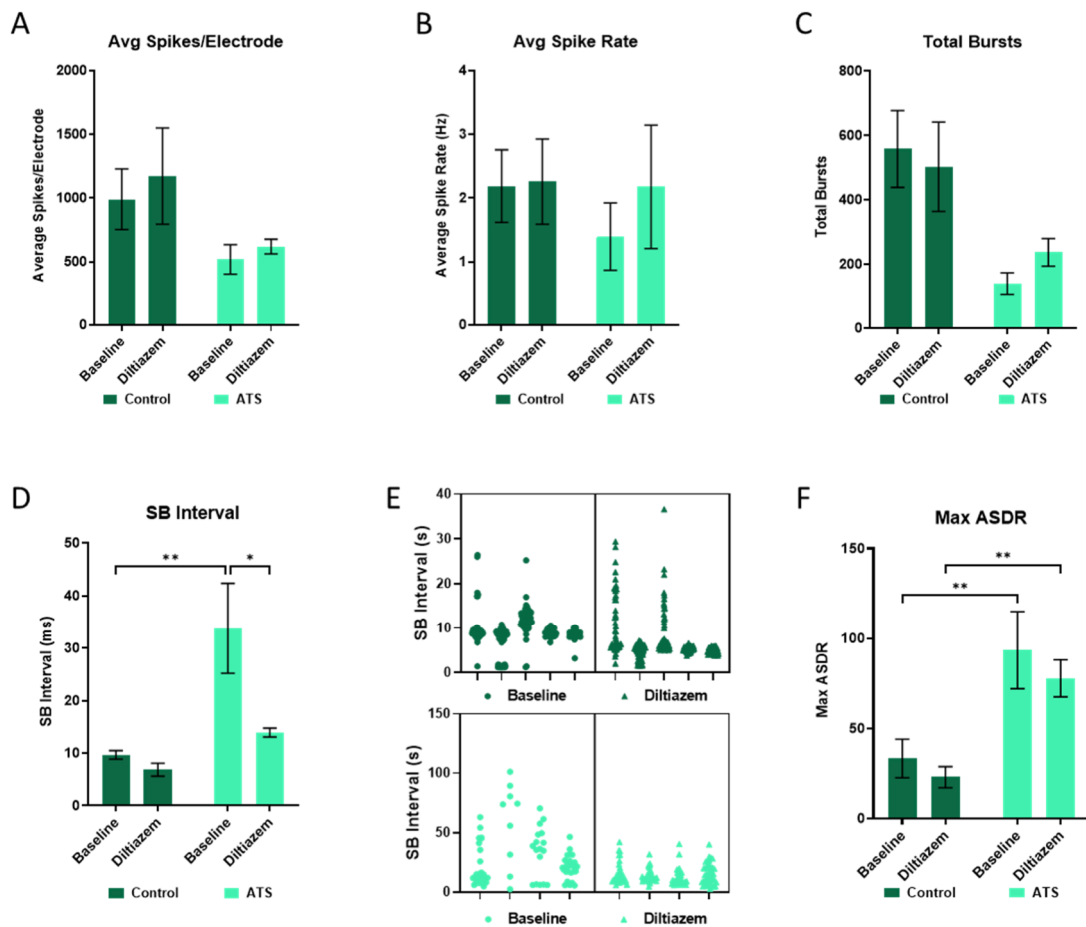 A
Avg Spikes/Electrode
Average Spikes/Electrode
2000
1500
1000
500
0
Baseline
Diltiazem
Baseline
Diltiazem
Control
ATS
B
Avg Spike Rate
Average Spike Rate (Hz)
4
3
2
1
0
Baseline
Diltiazem
Baseline
Diltiazem
Control
ATS
C
Total Bursts
Total Bursts
800
600
400
200
0
Baseline
Diltiazem
Baseline
Diltiazem
Control
ATS
D
SB Interval
SB Interval (ms)
50
40
30
20
10
0
**
*
Baseline
Diltiazem
Baseline
Diltiazem
Control
ATS
E
SB Interval (s)
40
30
20
10
0
Baseline
Diltiazem
SB Interval (s)
150
100
50
0
Baseline
Diltiazem
F
Max ASDR
Max ASDR
150
100
50
0
**
**
Baseline
Diltiazem
Baseline
Diltiazem
Control
ATS